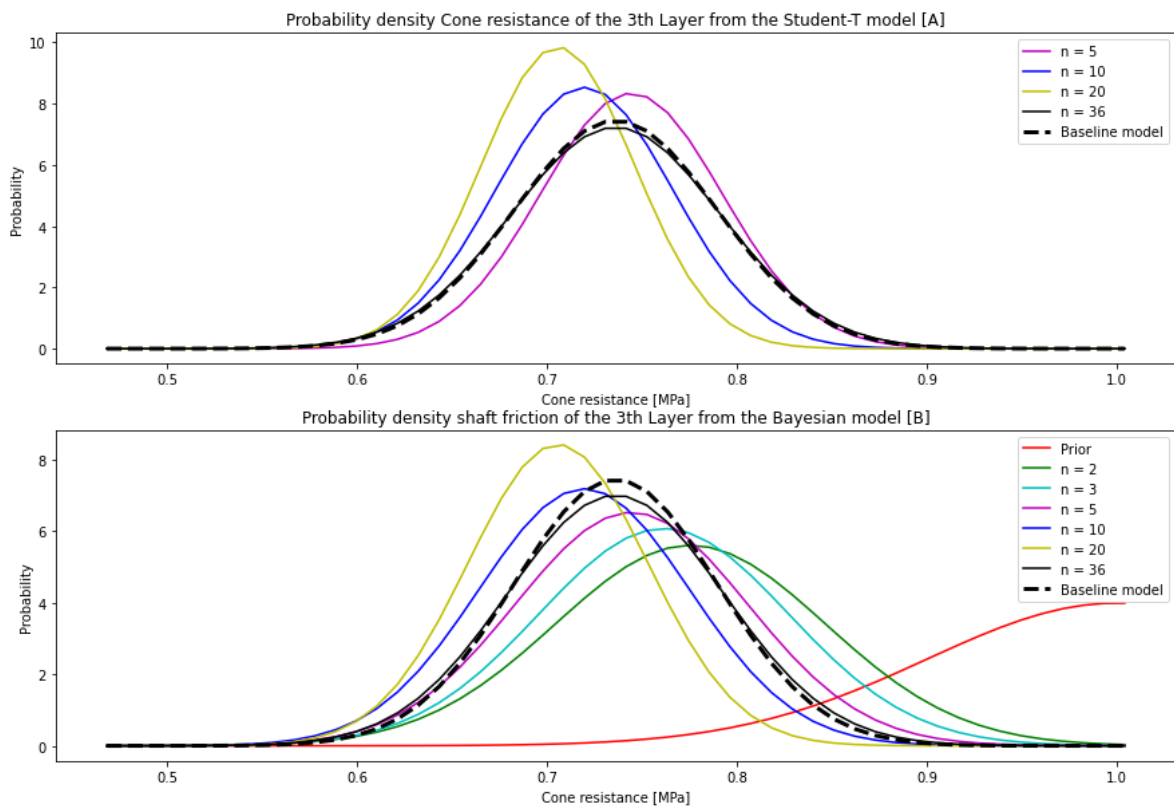 Probability density Cone resistance of the 3th Layer from the Student-T model [A]
10
8
6
4
2
0
Probability
n = 5
n = 10
n = 20
n = 36
Baseline model
0.5 0.6 0.7 0.8 0.9 1.0
Cone resistance [MPa]
Probability density shaft friction of the 3th Layer from the Bayesian model [B]
8
6
4
2
0
Probability
Prior
n = 2
n = 3
n = 5
n = 10
n = 20
n = 36
Baseline model
0.5 0.6 0.7 0.8 0.9 1.0
Cone resistance [MPa]